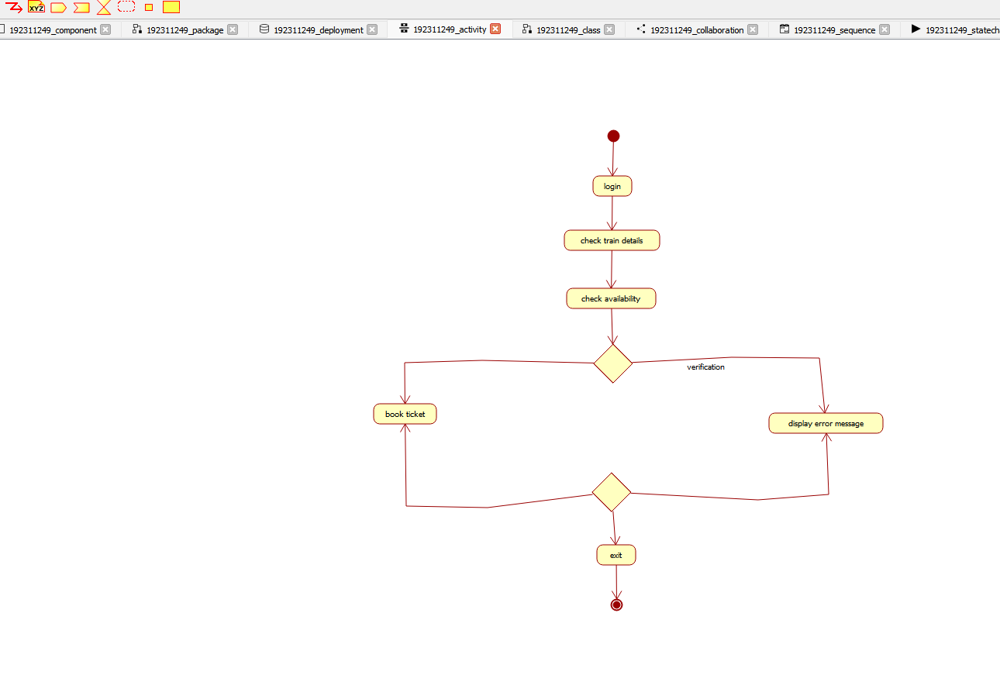 XYZ
192311249_component
192311249_package
192311249_deployment
192311249_activity
192311249_class
192311249_collaboration
192311249_sequence
192311249_statech
login
check train details
check availability
verification
book ticket
display error message
exit